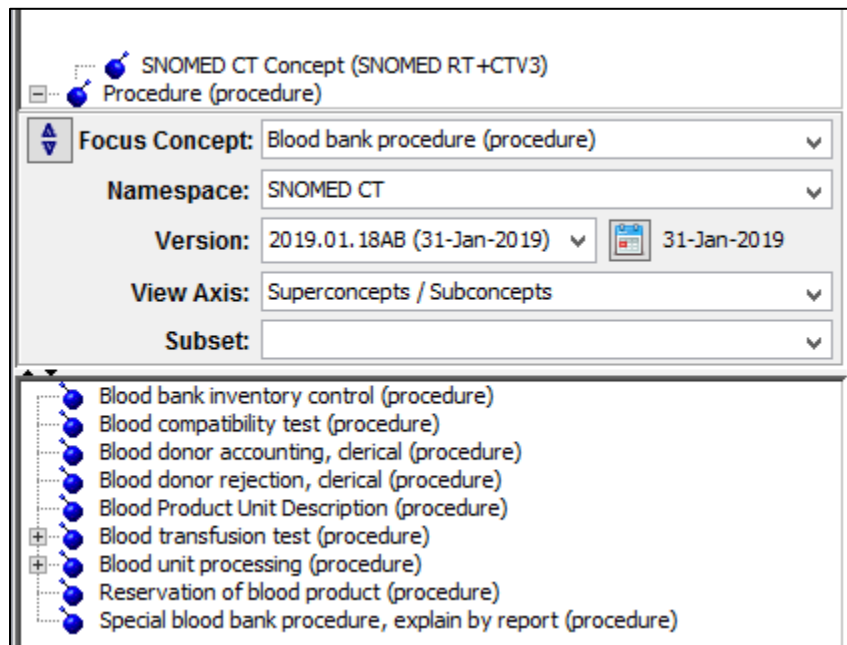 SNOMED CT Concept (SNOMED RT+CTV3)
Procedure (procedure)
Focus Concept: Blood bank procedure (procedure)
Namespace: SNOMED CT
Version: 2019.01.18AB (31-Jan-2019) 31-Jan-2019
View Axis: Superconcepts / Subconcepts
Subset:
Blood bank inventory control (procedure)
Blood compatibility test (procedure)
Blood donor accounting, clerical (procedure)
Blood donor rejection, clerical (procedure)
Blood Product Unit Description (procedure)
Blood transfusion test (procedure)
Blood unit processing (procedure)
Reservation of blood product (procedure)
Special blood bank procedure, explain by report (procedure)